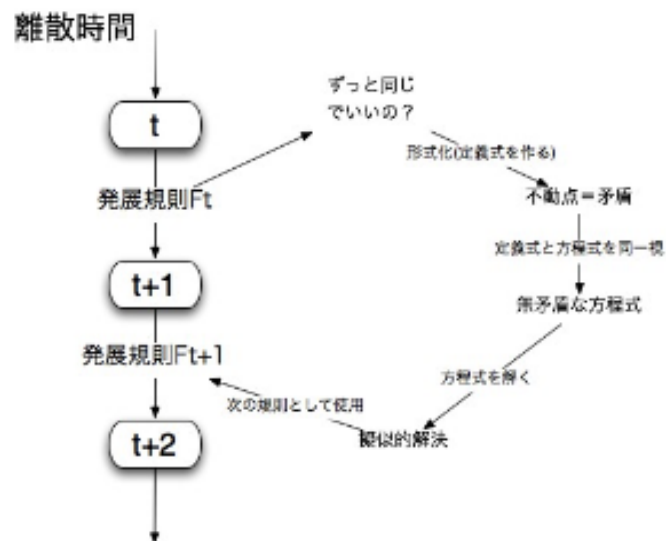 離散時間
t
発展規則Ft
t+1
発展規則Ft+1
t+2
ずっと同じ
でいいの？
形式化(定義式を作る)
不動点＝矛盾
定義式と方程式を同一視
無矛盾な方程式
方程式を解く
擬似的解決
次の規則として使用